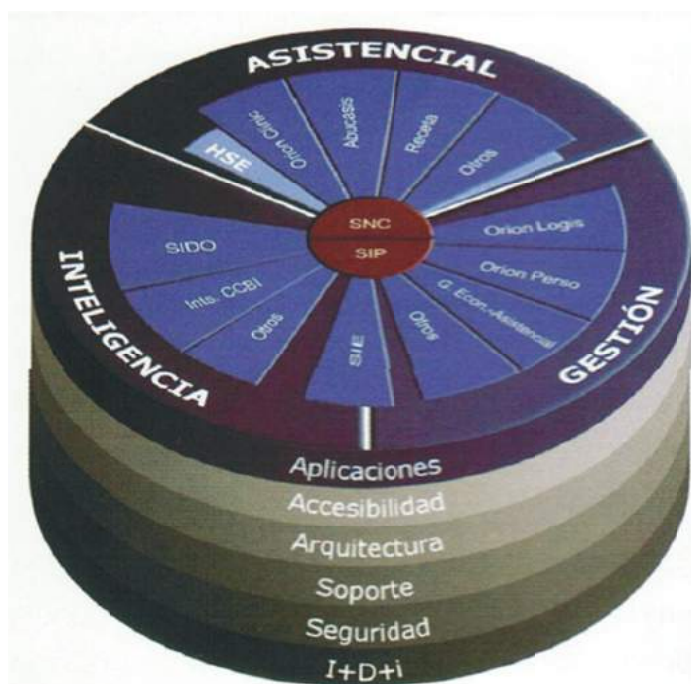 ASISTENCIAL
HSE
Orion Clinic
Abucasis
Receta
Otros
SNC
SIP
INTELIGENCIA
SIDO
Ints. CCBI
Otros
SIE
GESTIÓN
Orion Logis
Orion Perso
G. Econ.-Asistencial
Otros
Aplicaciones
Accesibilidad
Arquitectura
Soporte
Seguridad
I+D+i